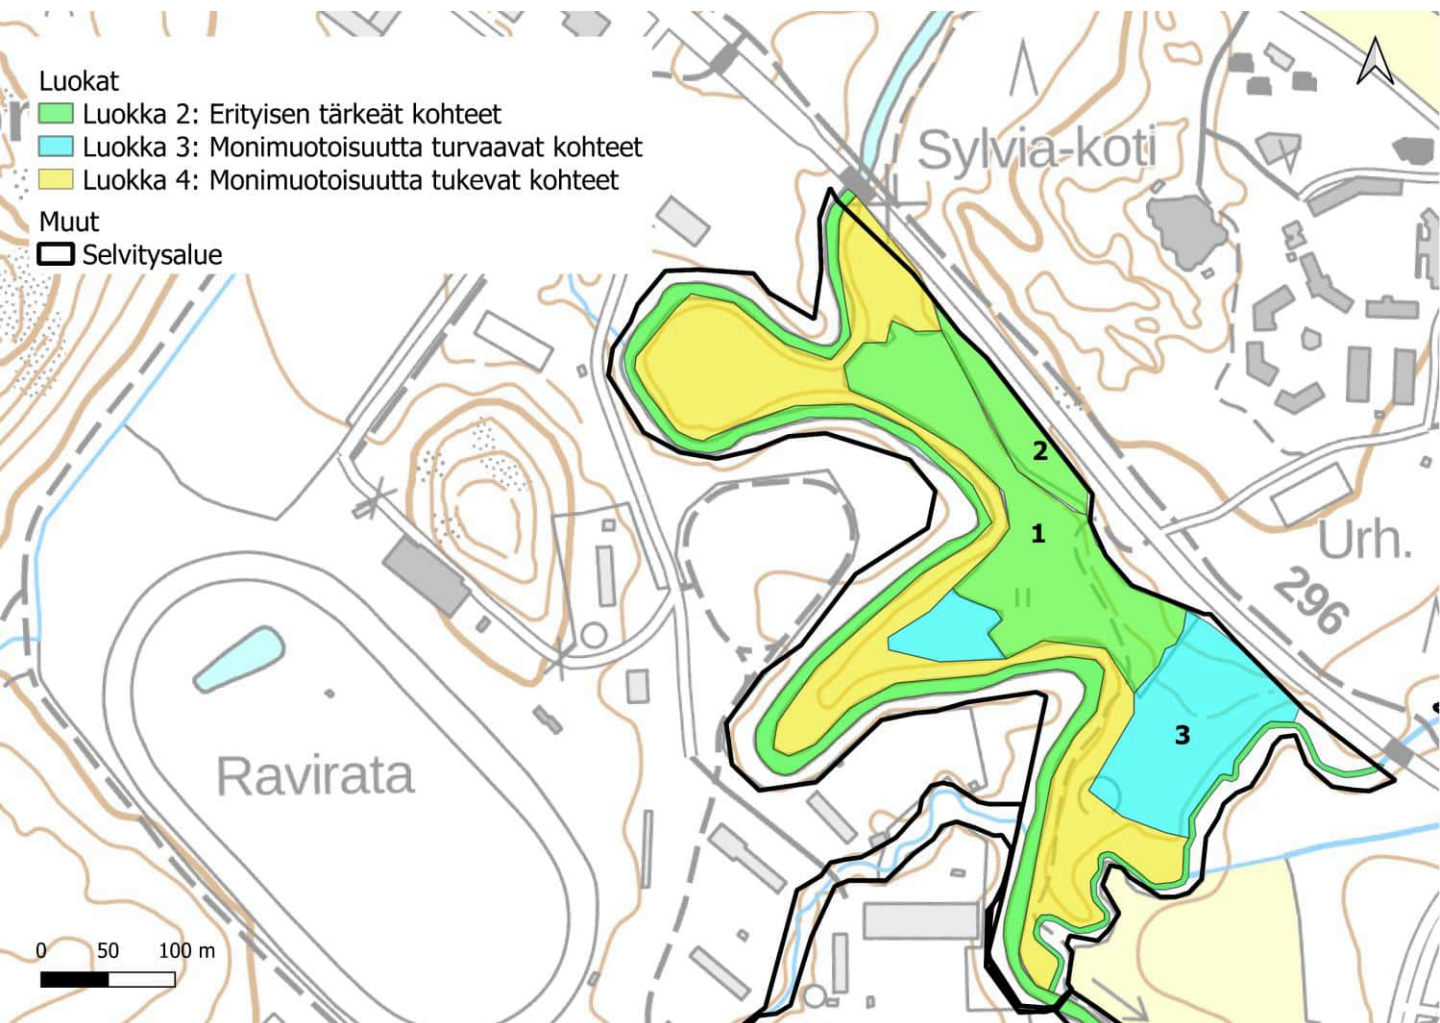 Luokat
Luokka 2: Erityisen tärkeät kohteet
Luokka 3: Monimuotoisuutta turvaavat kohteet
Luokka 4: Monimuotoisuutta tukevat kohteet
Muut
Selvitysalue
Sylvia-koti
2
1
Urh.
296
3
Ravirata
0 50 100 m